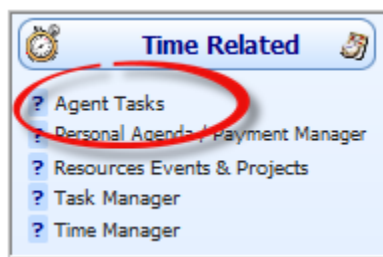 Time Related
? Agent Tasks
? Personal Agenda / Payment Manager
? Resources Events & Projects
? Task Manager
? Time Manager